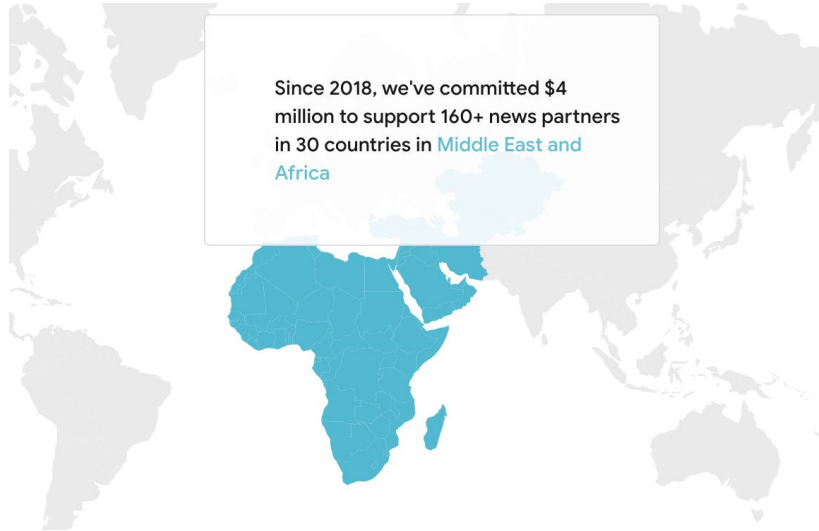 Since 2018, we've committed $4
million to support 160+ news partners
in 30 countries in Middle East and
Africa